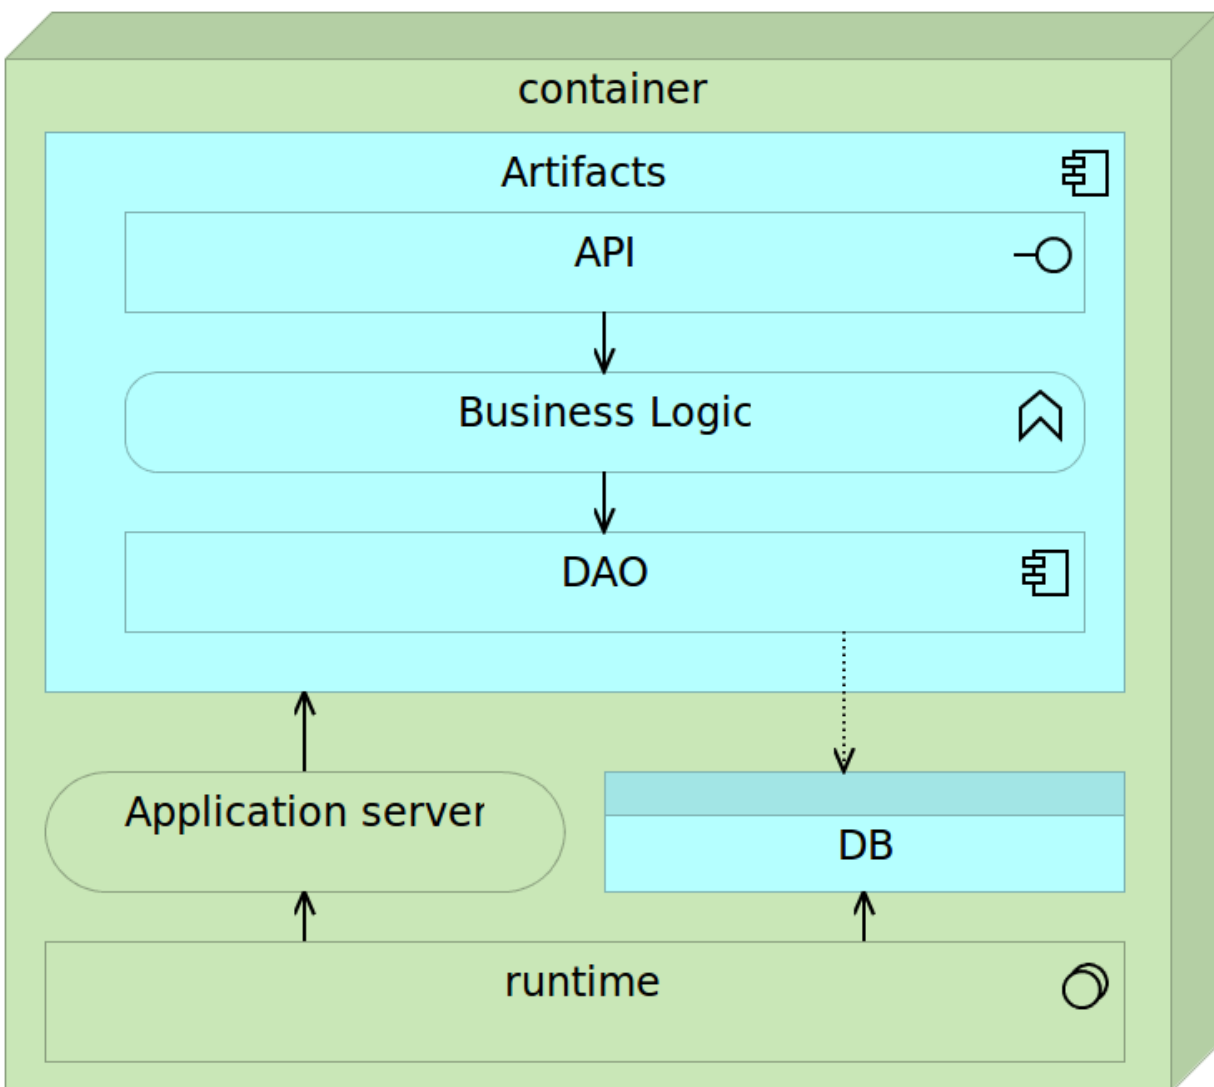 container
Artifacts
API
Business Logic
DAO
Application server
DB
runtime